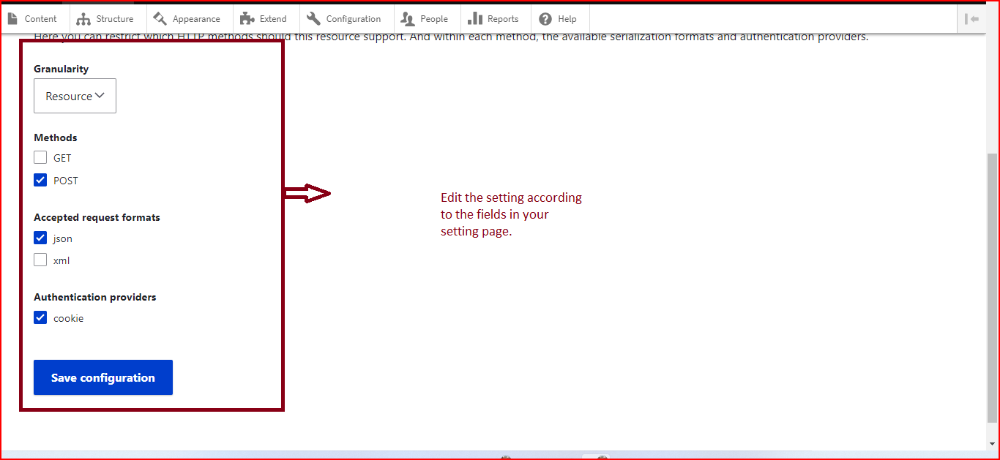 Content Structure Appearance Extend Configuration People Reports Help
Here you can restrict which HTTP methods should this resource support. And within each method, the available serialization formats and authentication providers.
Granularity
Resource
Methods
GET
POST
Accepted request formats
json
xml
Authentication providers
cookie
Save configuration
Edit the setting according
to the fields in your
setting page.